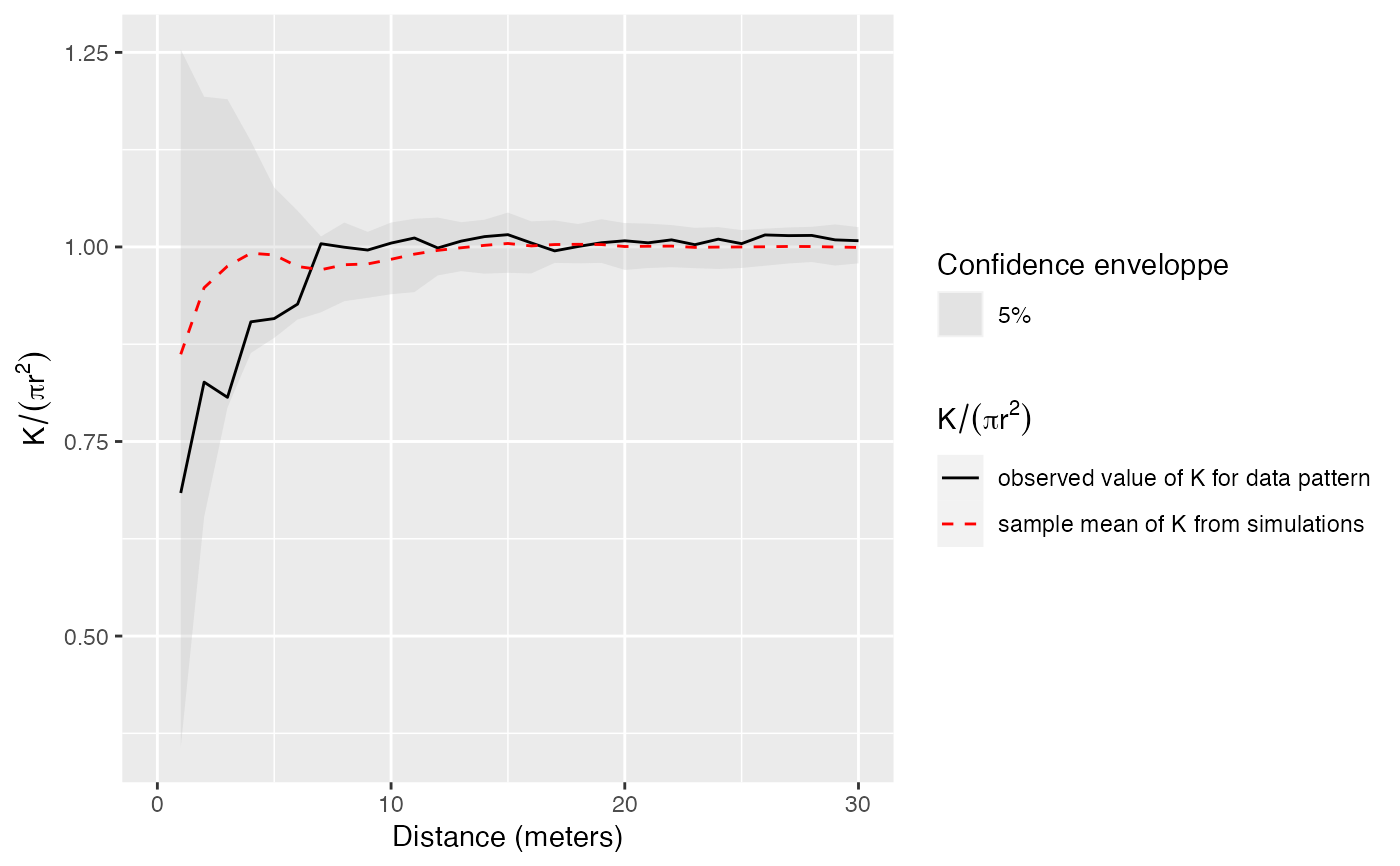 1.25
1.00
0.75
0.50
K/(πr²)
0
10
20
30
Distance (meters)
Confidence enveloppe
5%
K/(πr²)
observed value of K for data pattern
sample mean of K from simulations